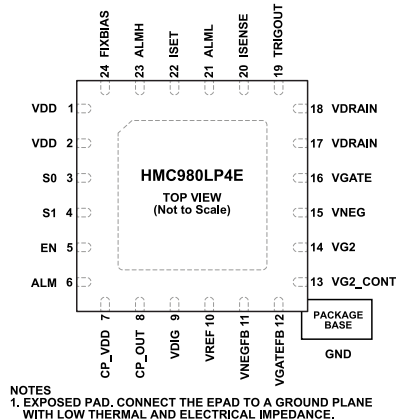 24 FIXBIAS
23 ALMH
22 ISET
21 ALML
20 ISENSE
19 TRIGOUT
VDD 1
VDD 2
S0 3
S1 4
EN 5
ALM 6
HMC980LP4E
TOP VIEW
(Not to Scale)
18 VDRAIN
17 VDRAIN
16 VGATE
15 VNEG
14 VG2
13 VG2_CONT
CP_VDD 7
CP_OUT 8
VDIG 9
VREF 10
VNEGFB 11
VGATEFB 12
PACKAGE
BASE
GND
NOTES
1. EXPOSED PAD. CONNECT THE EPAD TO A GROUND PLANE
WITH LOW THERMAL AND ELECTRICAL IMPEDANCE.